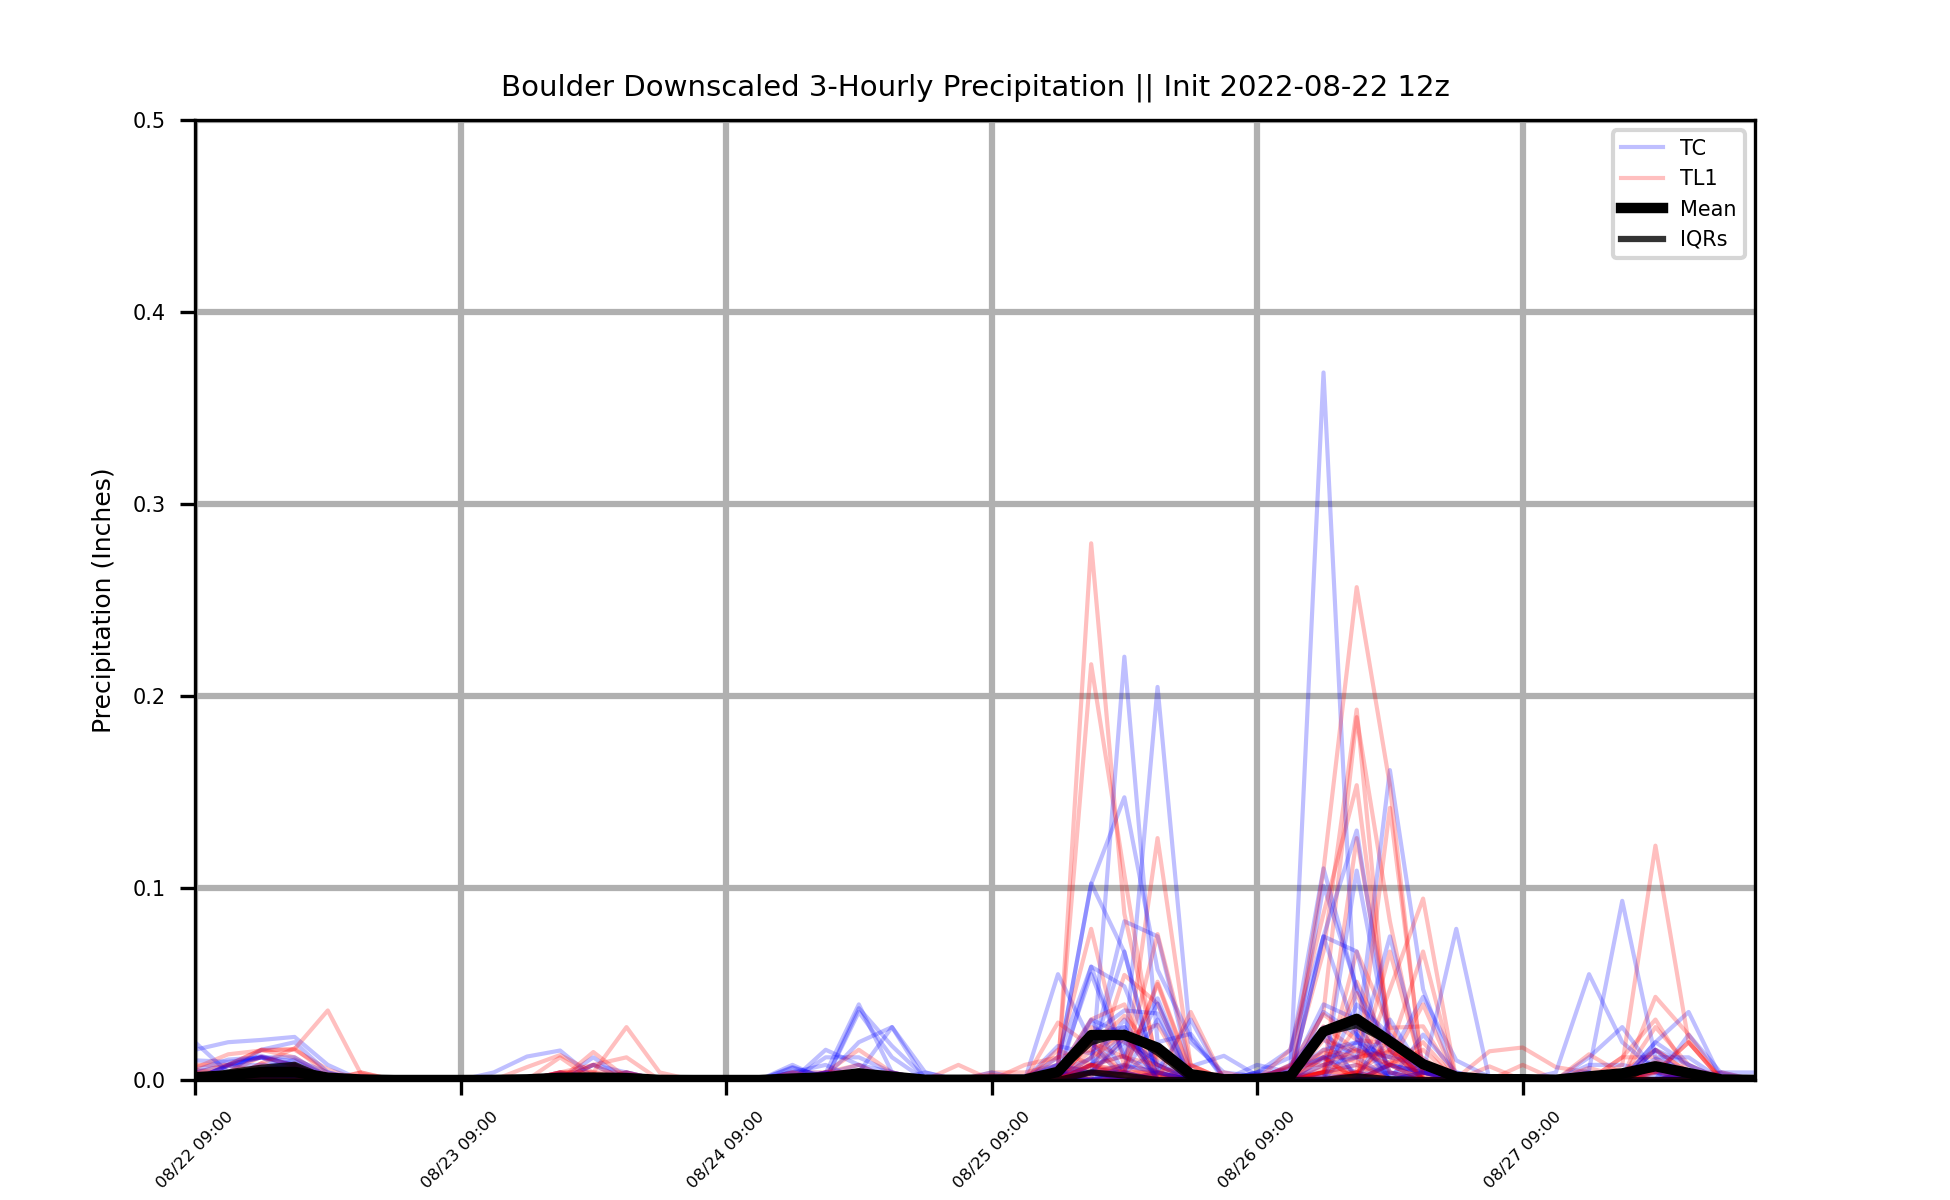 Boulder Downscaled 3-Hourly Precipitation || Init 2022-08-22 12z
0.5
0.4
0.3
0.2
0.1
0.0
Precipitation (Inches)
TC
TL1
Mean
IQRs
08/22 09:00
08/23 09:00
08/24 09:00
08/25 09:00
08/26 09:00
08/27 09:00